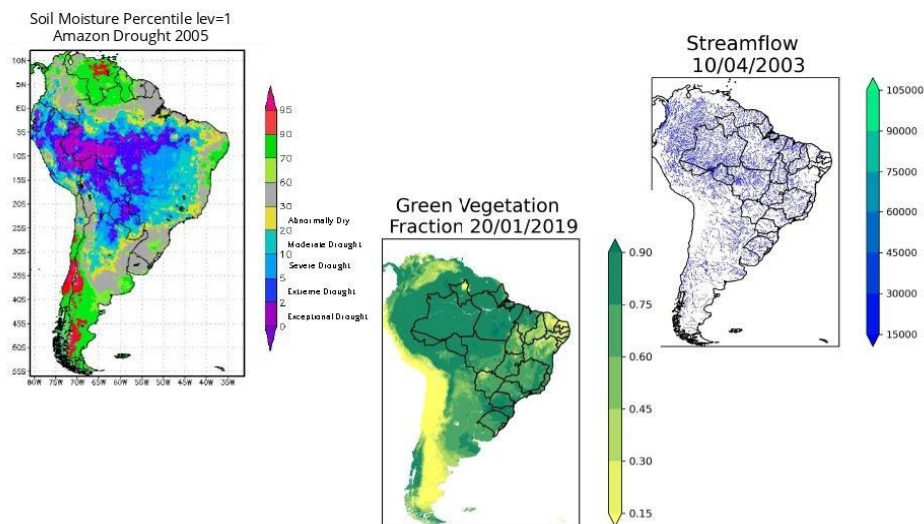 Soil Moisture Percentile lev=1
Amazon Drought 2005
10N
5N
EQ
5S
10S
15S
20S
25S
30S
35S
40S
45S
50S
55S
80W 75W 70W 65W 60W 55W 50W 45W 40W 35W
95
90
70
60
30
Abnormally Dry
20
Moderate Drought
10
Severe Drought
5
Extreme Drought
2
Exceptional Drought
0
Green Vegetation
Fraction 20/01/2019
0.90
0.75
0.60
0.45
0.30
0.15
Streamflow
10/04/2003
105000
90000
75000
60000
45000
30000
15000